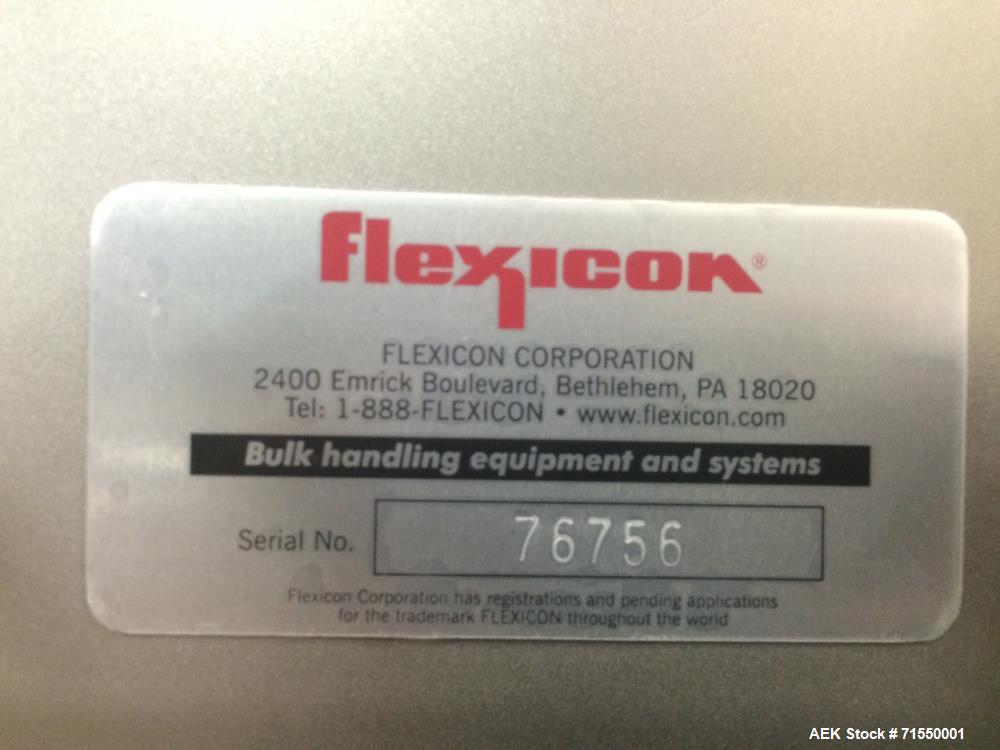 flexicon®
FLEXICON CORPORATION
2400 Emrick Boulevard, Bethlehem, PA 18020
Tel: 1-888-FLEXICON • www.flexicon.com
Bulk handling equipment and systems
Serial No. 76756
Flexicon Corporation has registrations and pending applications
for the trademark FLEXICON throughout the world
AEK Stock # 71550001